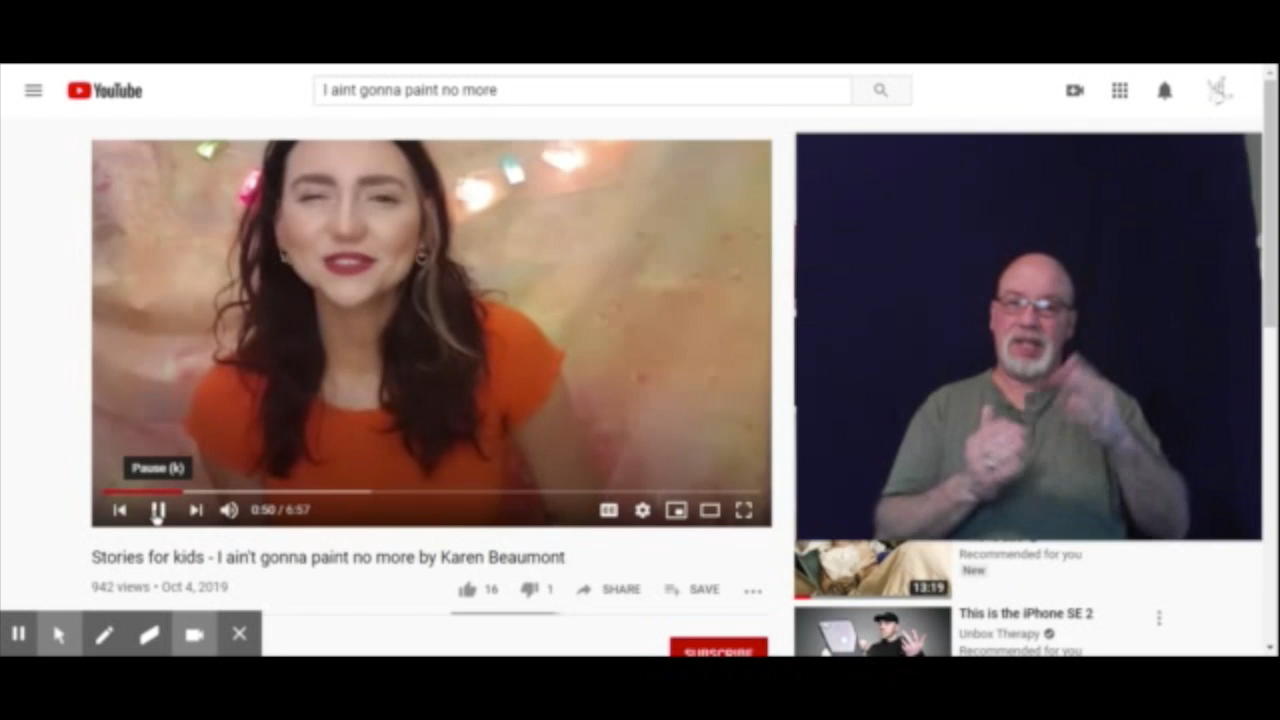 YouTube
I aint gonna paint no more
Pause (k)
0:50 / 6:57
Stories for kids - I ain't gonna paint no more by Karen Beaumont
942 views • Oct 4, 2019
16
1
SHARE
SAVE
SUBSCRIBE
Recommended for you
New
13:19
This is the iPhone SE 2
Unbox Therapy
Recommended for you